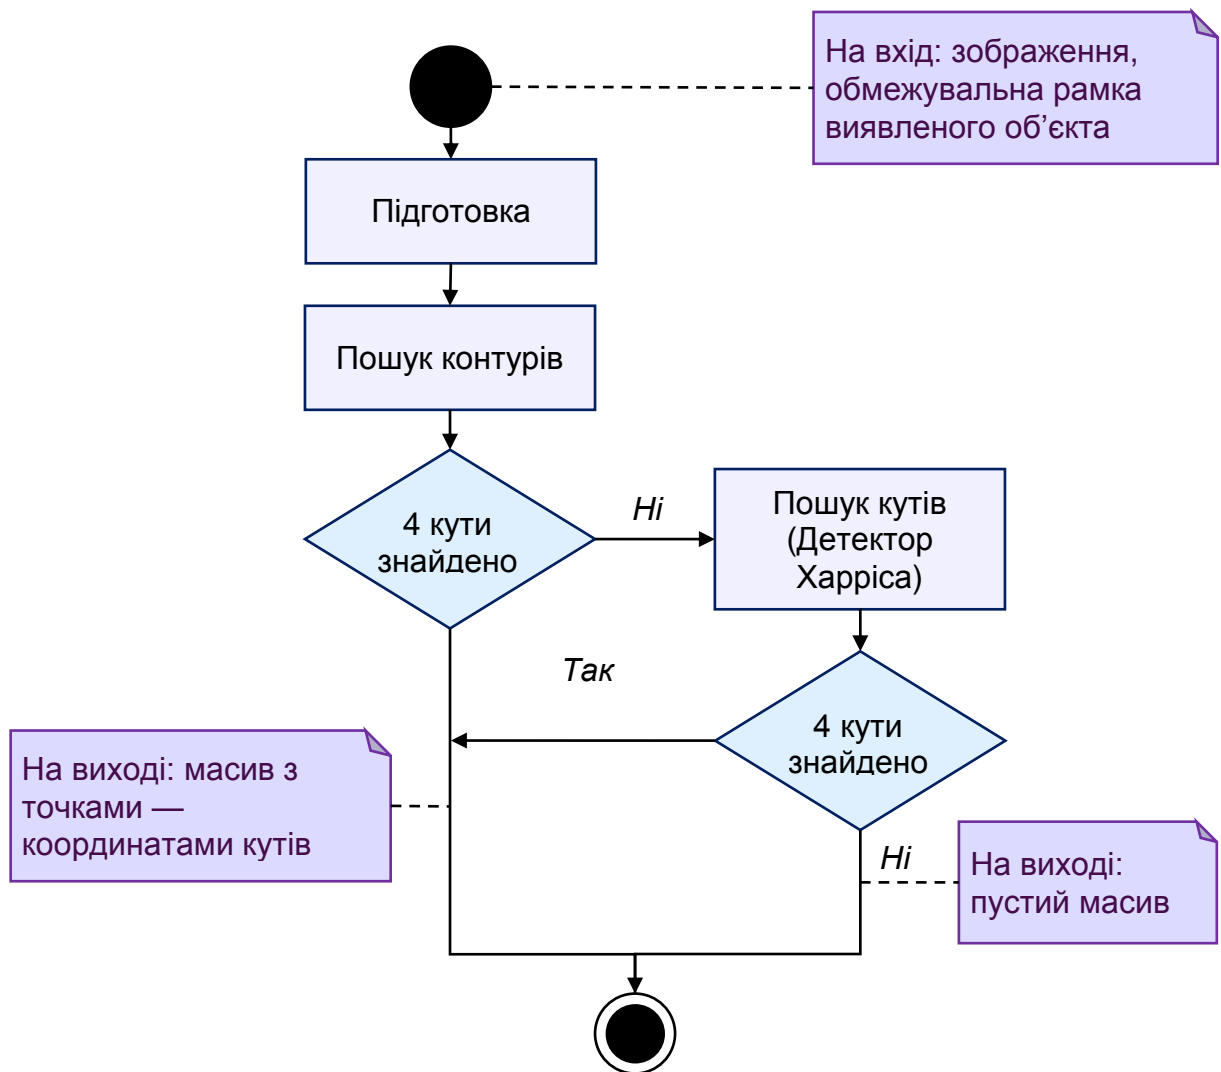 На вхід: зображення,
обмежувальна рамка
виявленого об’єкта
Підготовка
Пошук контурів
4 кути
знайдено
Ні
Пошук кутів
(Детектор
Харріса)
Так
4 кути
знайдено
На виході: масив з
точками —
координатами кутів
Ні
На виході:
пустий масив